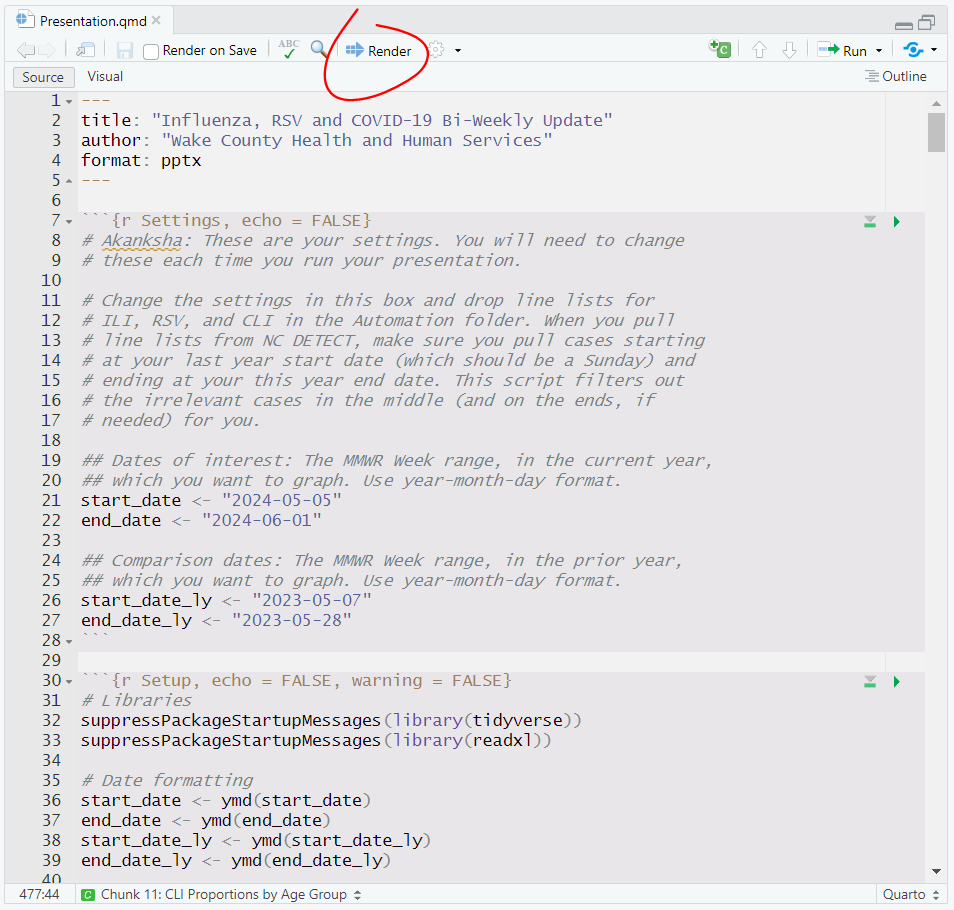 Presentation.qmd
Render on Save ABC Render Run
Source Visual Outline
1 ---
2 title: "Influenza, RSV and COVID-19 Bi-Weekly Update"
3 author: "Wake County Health and Human Services"
4 format: pptx
5 ---
6
7 ```{r Settings, echo = FALSE}
8 # Akanksha: These are your settings. You will need to change
9 # these each time you run your presentation.
10
11 # Change the settings in this box and drop line lists for
12 # ILI, RSV, and CLI in the Automation folder. When you pull
13 # line lists from NC DETECT, make sure you pull cases starting
14 # at your last year start date (which should be a Sunday) and
15 # ending at your this year end date. This script filters out
16 # the irrelevant cases in the middle (and on the ends, if
17 # needed) for you.
18
19 ## Dates of interest: The MMWR Week range, in the current year,
20 ## which you want to graph. Use year-month-day format.
21 start_date <- "2024-05-05"
22 end_date <- "2024-06-01"
23
24 ## Comparison dates: The MMWR Week range, in the prior year,
25 ## which you want to graph. Use year-month-day format.
26 start_date_ly <- "2023-05-07"
27 end_date_ly <- "2023-05-28"
28 ```
29
30 ```{r Setup, echo = FALSE, warning = FALSE}
31 # Libraries
32 suppressPackageStartupMessages(library(tidyverse))
33 suppressPackageStartupMessages(library(readxl))
34
35 # Date formatting
36 start_date <- ymd(start_date)
37 end_date <- ymd(end_date)
38 start_date_ly <- ymd(start_date_ly)
39 end_date_ly <- ymd(end_date_ly)
40
477:44 C Chunk 11: CLI Proportions by Age Group Quarto